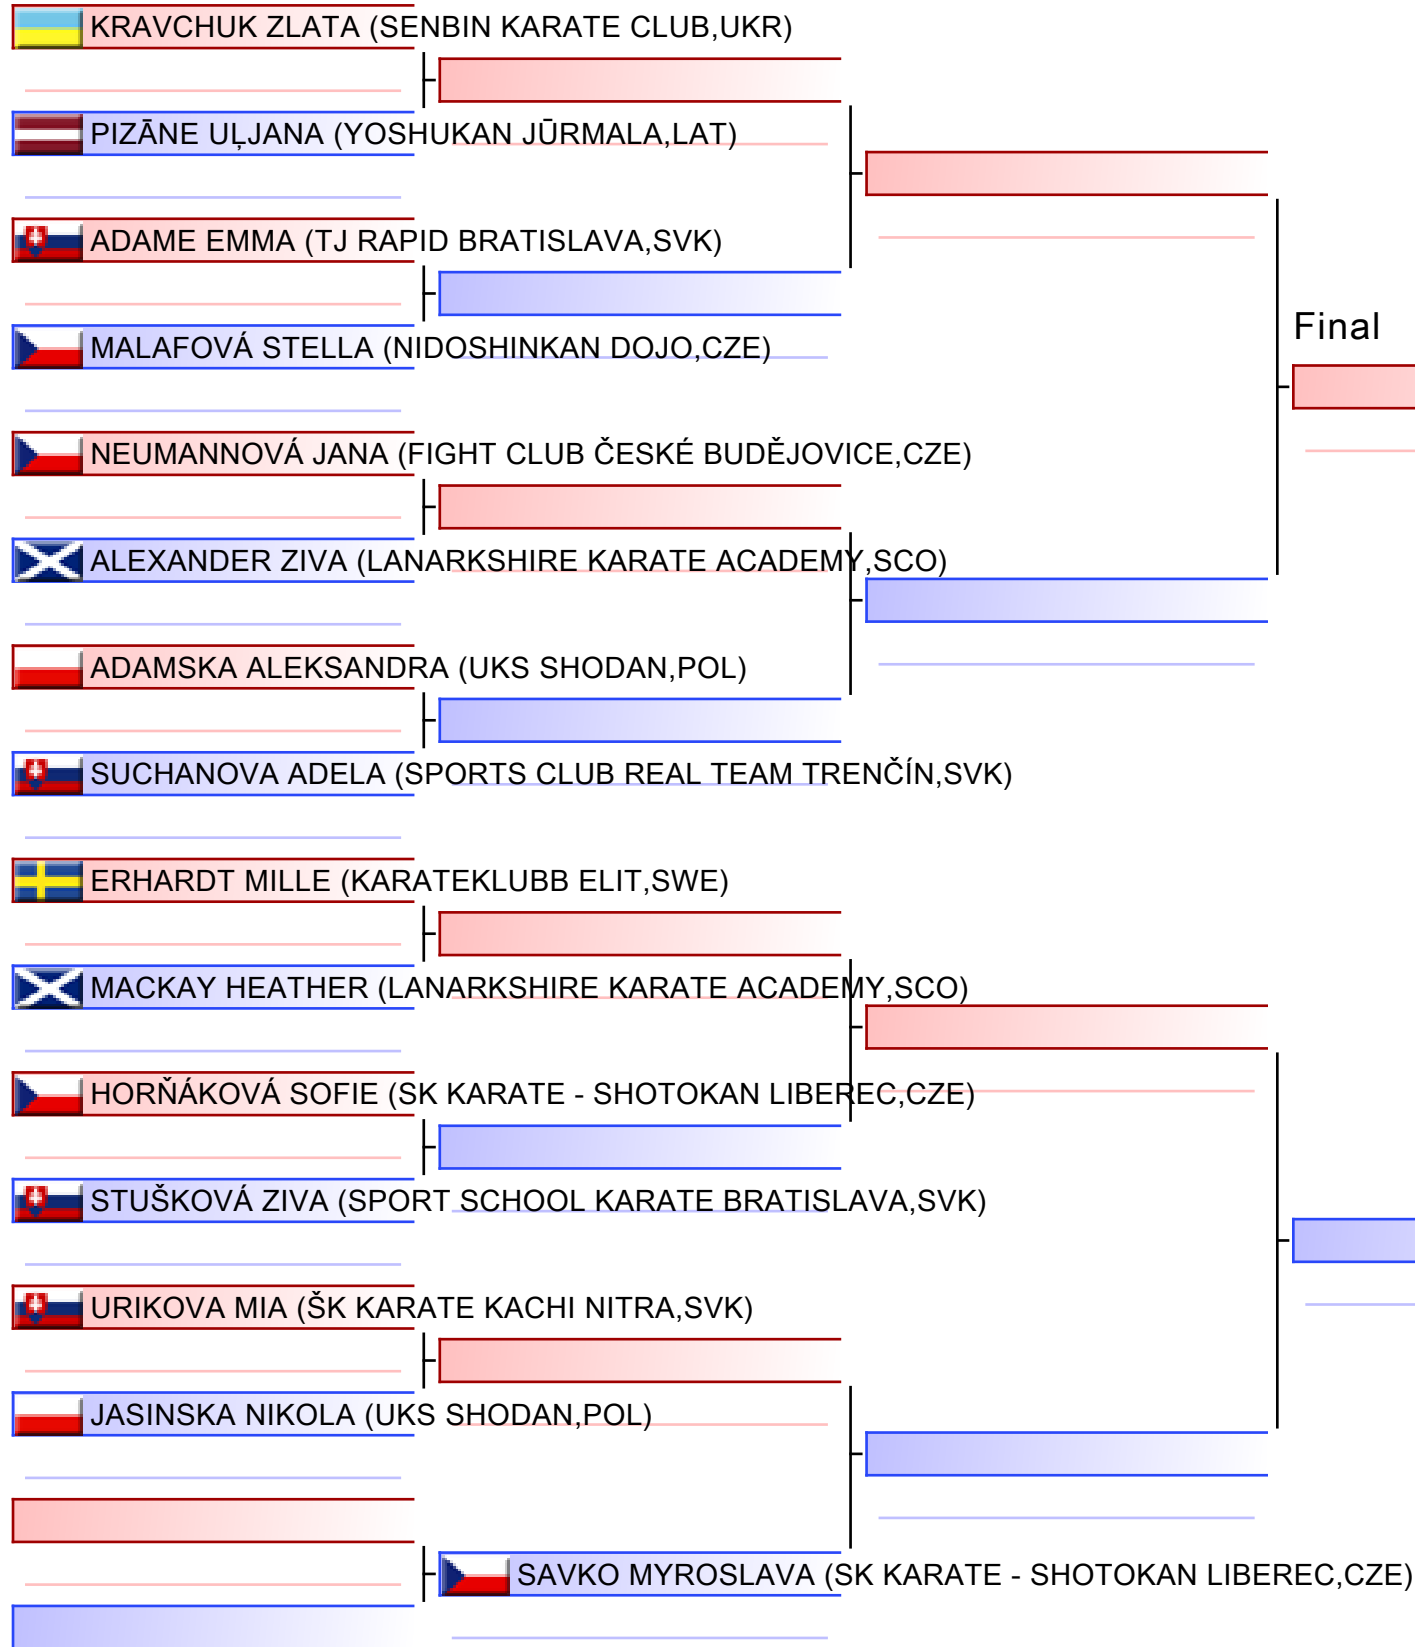 KRAVCHUK ZLATA (SENBIN KARATE CLUB,UKR)
PIZĀNE UĻJANA (YOSHUKAN JŪRMALA,LAT)
ADAME EMMA (TJ RAPID BRATISLAVA,SVK)
Final
MALAFOVÁ STELLA (NIDOSHINKAN DOJO,CZE)
NEUMANNOVÁ JANA (FIGHT CLUB ČESKÉ BUDĚJOVICE,CZE)
ALEXANDER ZIVA (LANARKSHIRE KARATE ACADEMY,SCO)
ADAMSKA ALEKSANDRA (UKS SHODAN,POL)
SUCHANOVA ADELA (SPORTS CLUB REAL TEAM TRENČÍN,SVK)
ERHARDT MILLE (KARATEKLUBB ELIT,SWE)
MACKAY HEATHER (LANARKSHIRE KARATE ACADEMY,SCO)
HORŇÁKOVÁ SOFIE (SK KARATE - SHOTOKAN LIBEREC,CZE)
STUŠKOVÁ ZIVA (SPORT SCHOOL KARATE BRATISLAVA,SVK)
URIKOVA MIA (ŠK KARATE KACHI NITRA,SVK)
JASINSKA NIKOLA (UKS SHODAN,POL)
SAVKO MYROSLAVA (SK KARATE - SHOTOKAN LIBEREC,CZE)